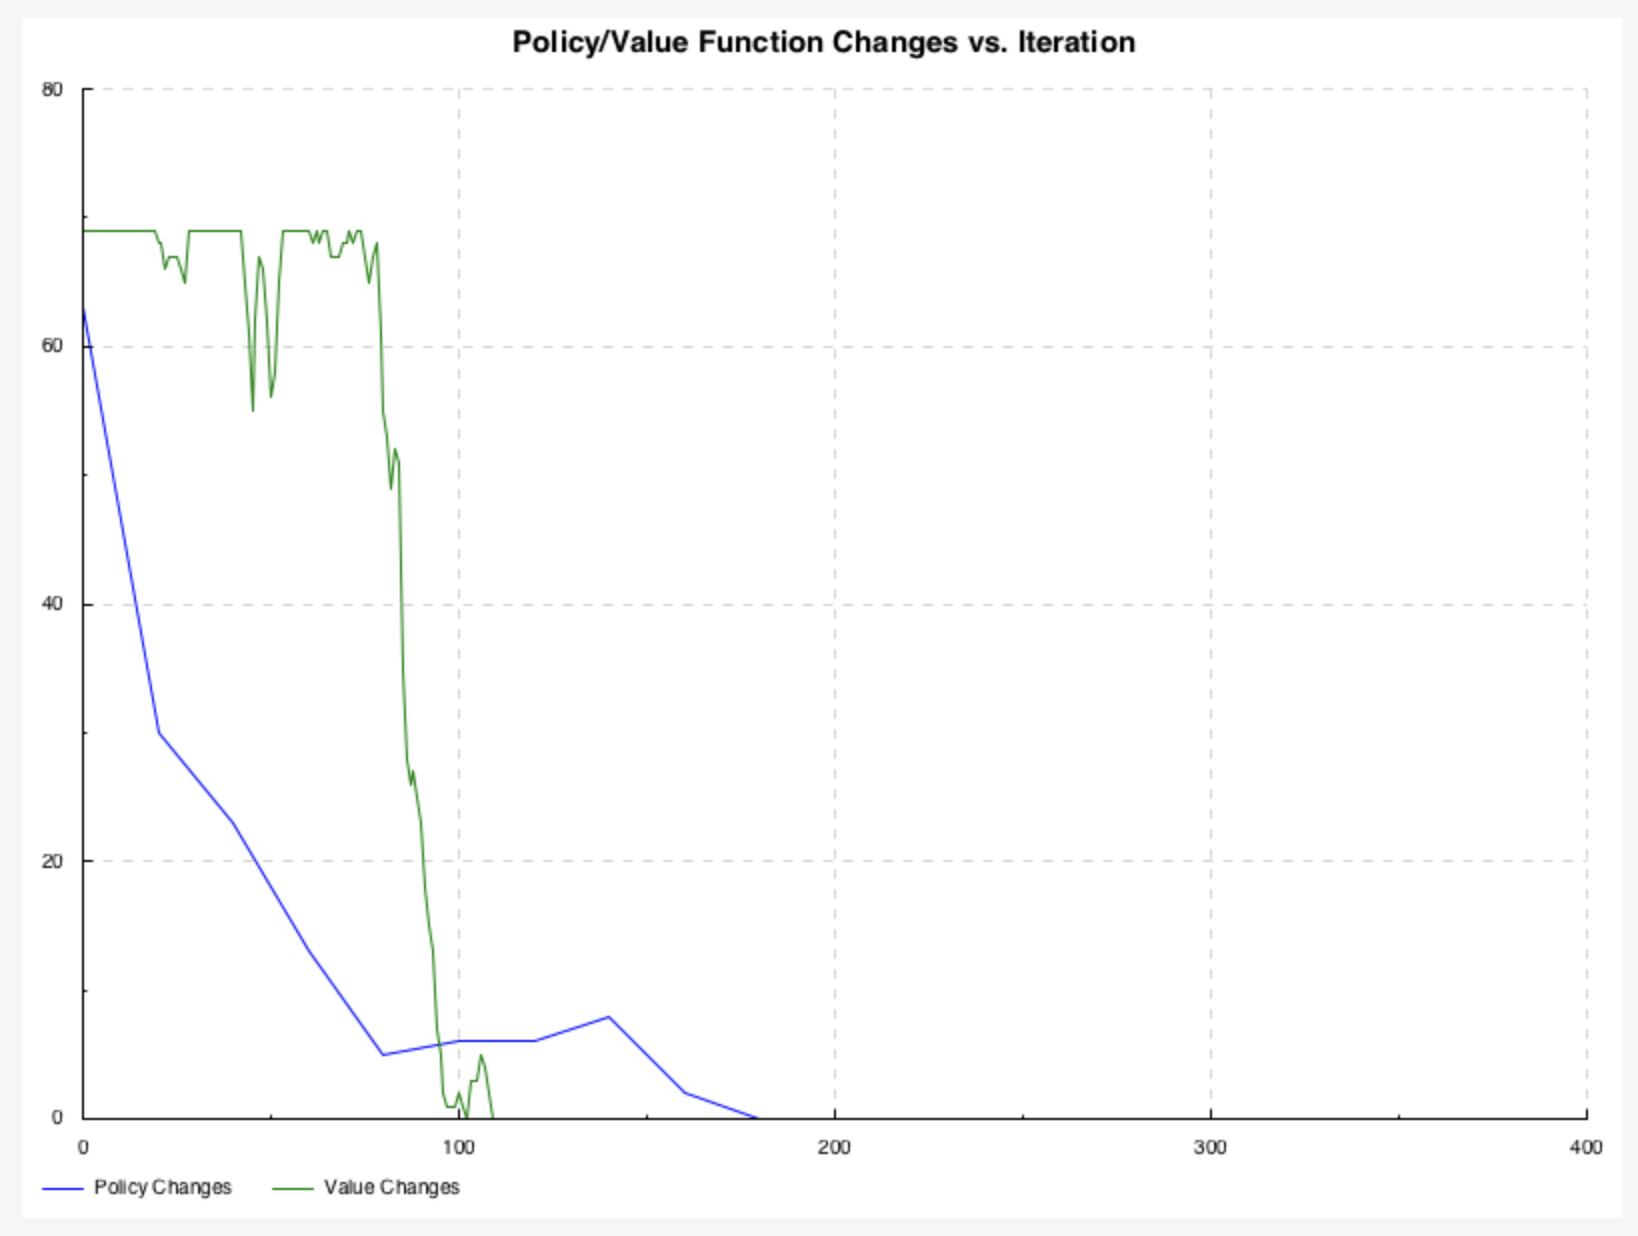 Policy/Value Function Changes vs. Iteration
80
60
40
20
0
0 100 200 300 400
Policy Changes Value Changes